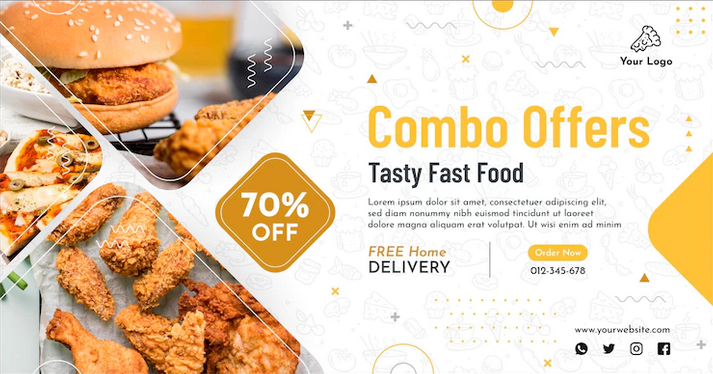 Your Logo
Combo Offers
Tasty Fast Food
70%
OFF
Lorem ipsum dolor sit amet, consectetuer adipiscing elit,
sed diam nonummy nibh euismod tincidunt ut laoreet
dolore magna aliquam erat volutpat. Ut wisi enim ad minim
FREE Home
DELIVERY
Order Now
012-345-678
www.yourwebsite.com